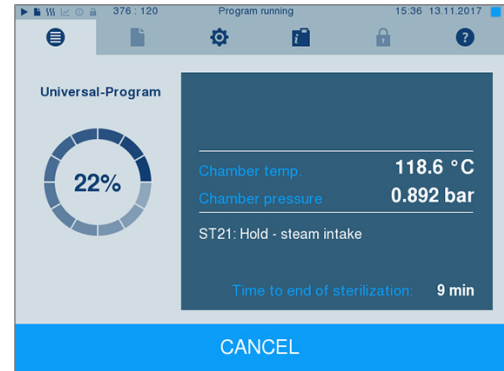 376 : 120 Program running 15:36 13.11.2017
Universal-Program
22%
Chamber temp. 118.6 °C
Chamber pressure 0.892 bar
ST21: Hold - steam intake
Time to end of sterilization: 9 min
CANCEL